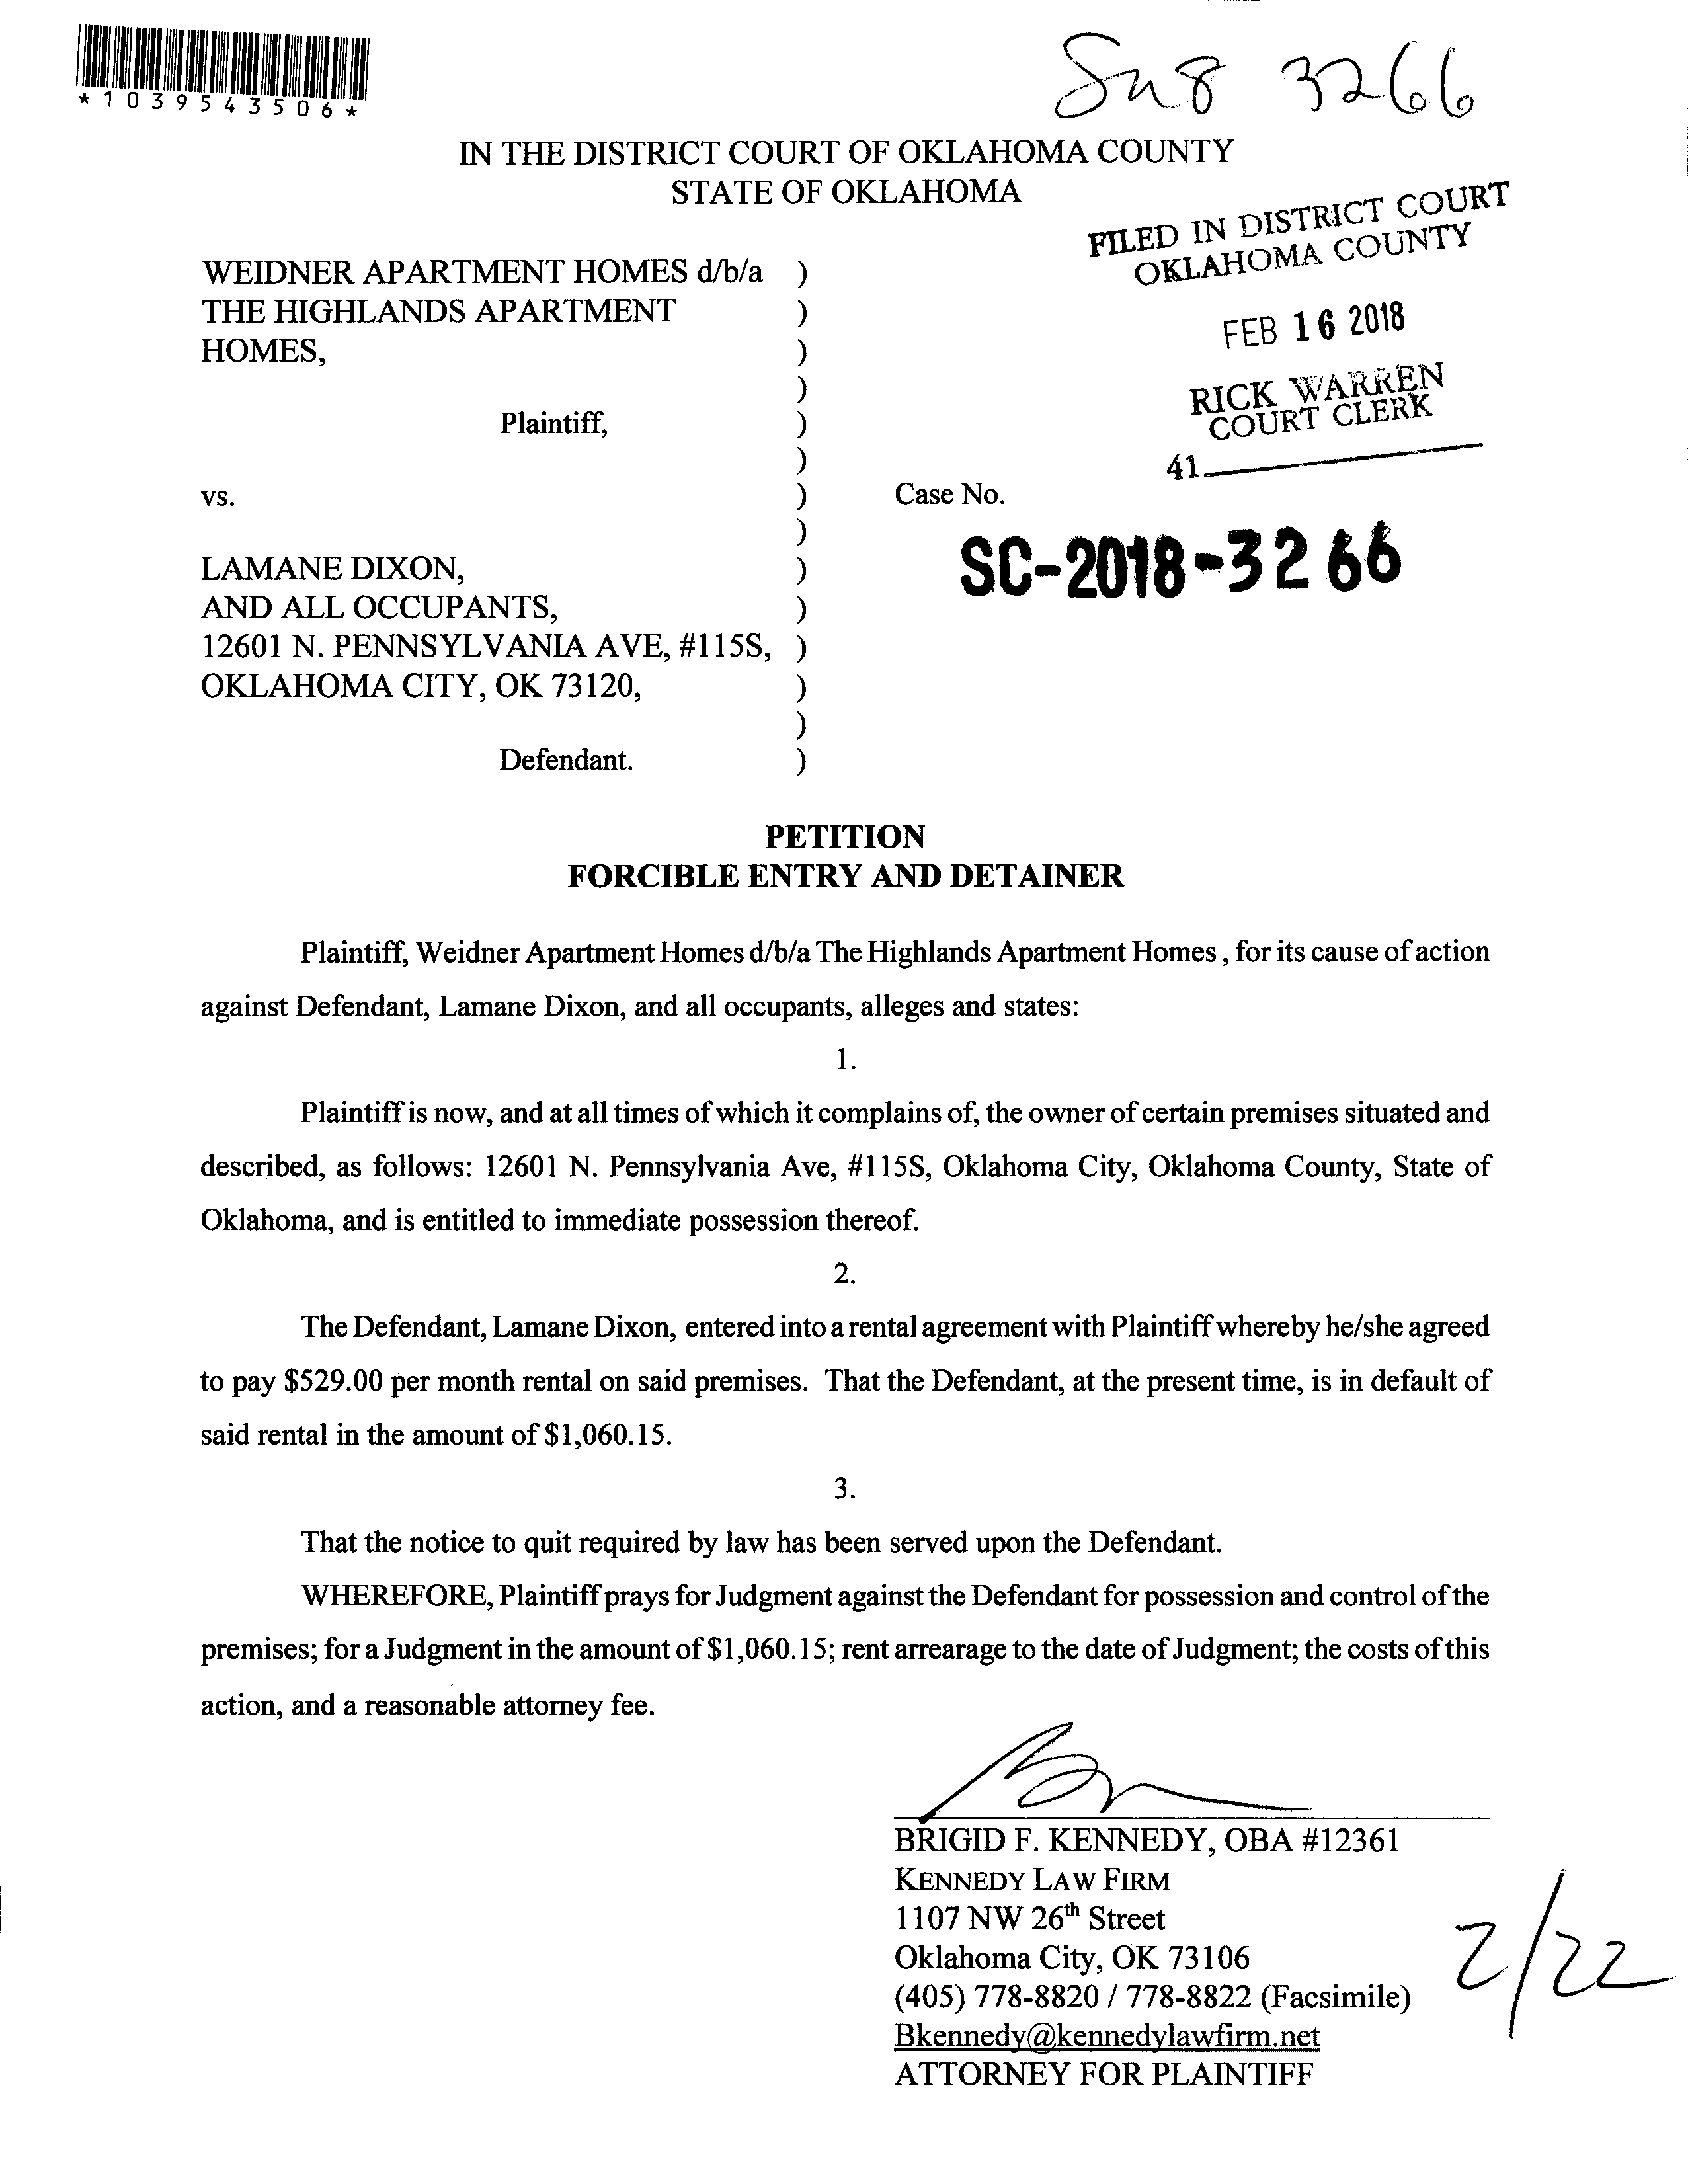 *1039543506*
3266
IN THE DISTRICT COURT OF OKLAHOMA COUNTY
STATE OF OKLAHOMA
FILED IN DISTRICT COURT
OKLAHOMA COUNTY
FEB 16 2018
RICK WARREN
COURT CLERK
41
WEIDNER APARTMENT HOMES d/b/a )
THE HIGHLANDS APARTMENT )
HOMES, )
)
Plaintiff, )
)
vs. ) Case No.
)
SC-2018-3266
LAMANE DIXON, )
AND ALL OCCUPANTS, )
12601 N. PENNSYLVANIA AVE, #115S, )
OKLAHOMA CITY, OK 73120, )
)
Defendant. )
PETITION
FORCIBLE ENTRY AND DETAINER
Plaintiff, Weidner Apartment Homes d/b/a The Highlands Apartment Homes , for its cause of action
against Defendant, Lamane Dixon, and all occupants, alleges and states:
1.
Plaintiff is now, and at all times of which it complains of, the owner of certain premises situated and
described, as follows: 12601 N. Pennsylvania Ave, #115S, Oklahoma City, Oklahoma County, State of
Oklahoma, and is entitled to immediate possession thereof.
2.
The Defendant, Lamane Dixon, entered into a rental agreement with Plaintiff whereby he/she agreed
to pay $529.00 per month rental on said premises. That the Defendant, at the present time, is in default of
said rental in the amount of $1,060.15.
3.
That the notice to quit required by law has been served upon the Defendant.
WHEREFORE, Plaintiff prays for Judgment against the Defendant for possession and control of the
premises; for a Judgment in the amount of $1,060.15; rent arrearage to the date of Judgment; the costs of this
action, and a reasonable attorney fee.
BRIGID F. KENNEDY, OBA #12361
KENNEDY LAW FIRM
1107 NW 26th Street
Oklahoma City, OK 73106
(405) 778-8820 / 778-8822 (Facsimile)
Bkennedy@kennedylawfirm.net
ATTORNEY FOR PLAINTIFF
2/22